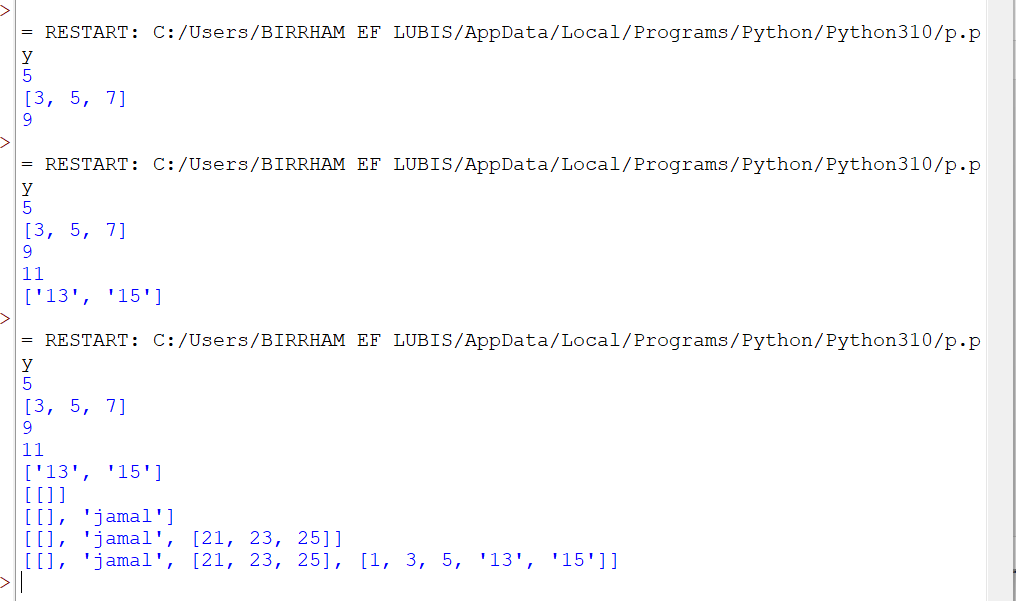 >
= RESTART: C:/Users/BIRRHAM EF LUBIS/AppData/Local/Programs/Python/Python310/p.p
y
5
[3, 5, 7]
9
>
= RESTART: C:/Users/BIRRHAM EF LUBIS/AppData/Local/Programs/Python/Python310/p.p
y
5
[3, 5, 7]
9
11
['13', '15']
>
= RESTART: C:/Users/BIRRHAM EF LUBIS/AppData/Local/Programs/Python/Python310/p.p
y
5
[3, 5, 7]
9
11
['13', '15']
[[]]
[[], 'jamal']
[[], 'jamal', [21, 23, 25]]
[[], 'jamal', [21, 23, 25], [1, 3, 5, '13', '15']]
>